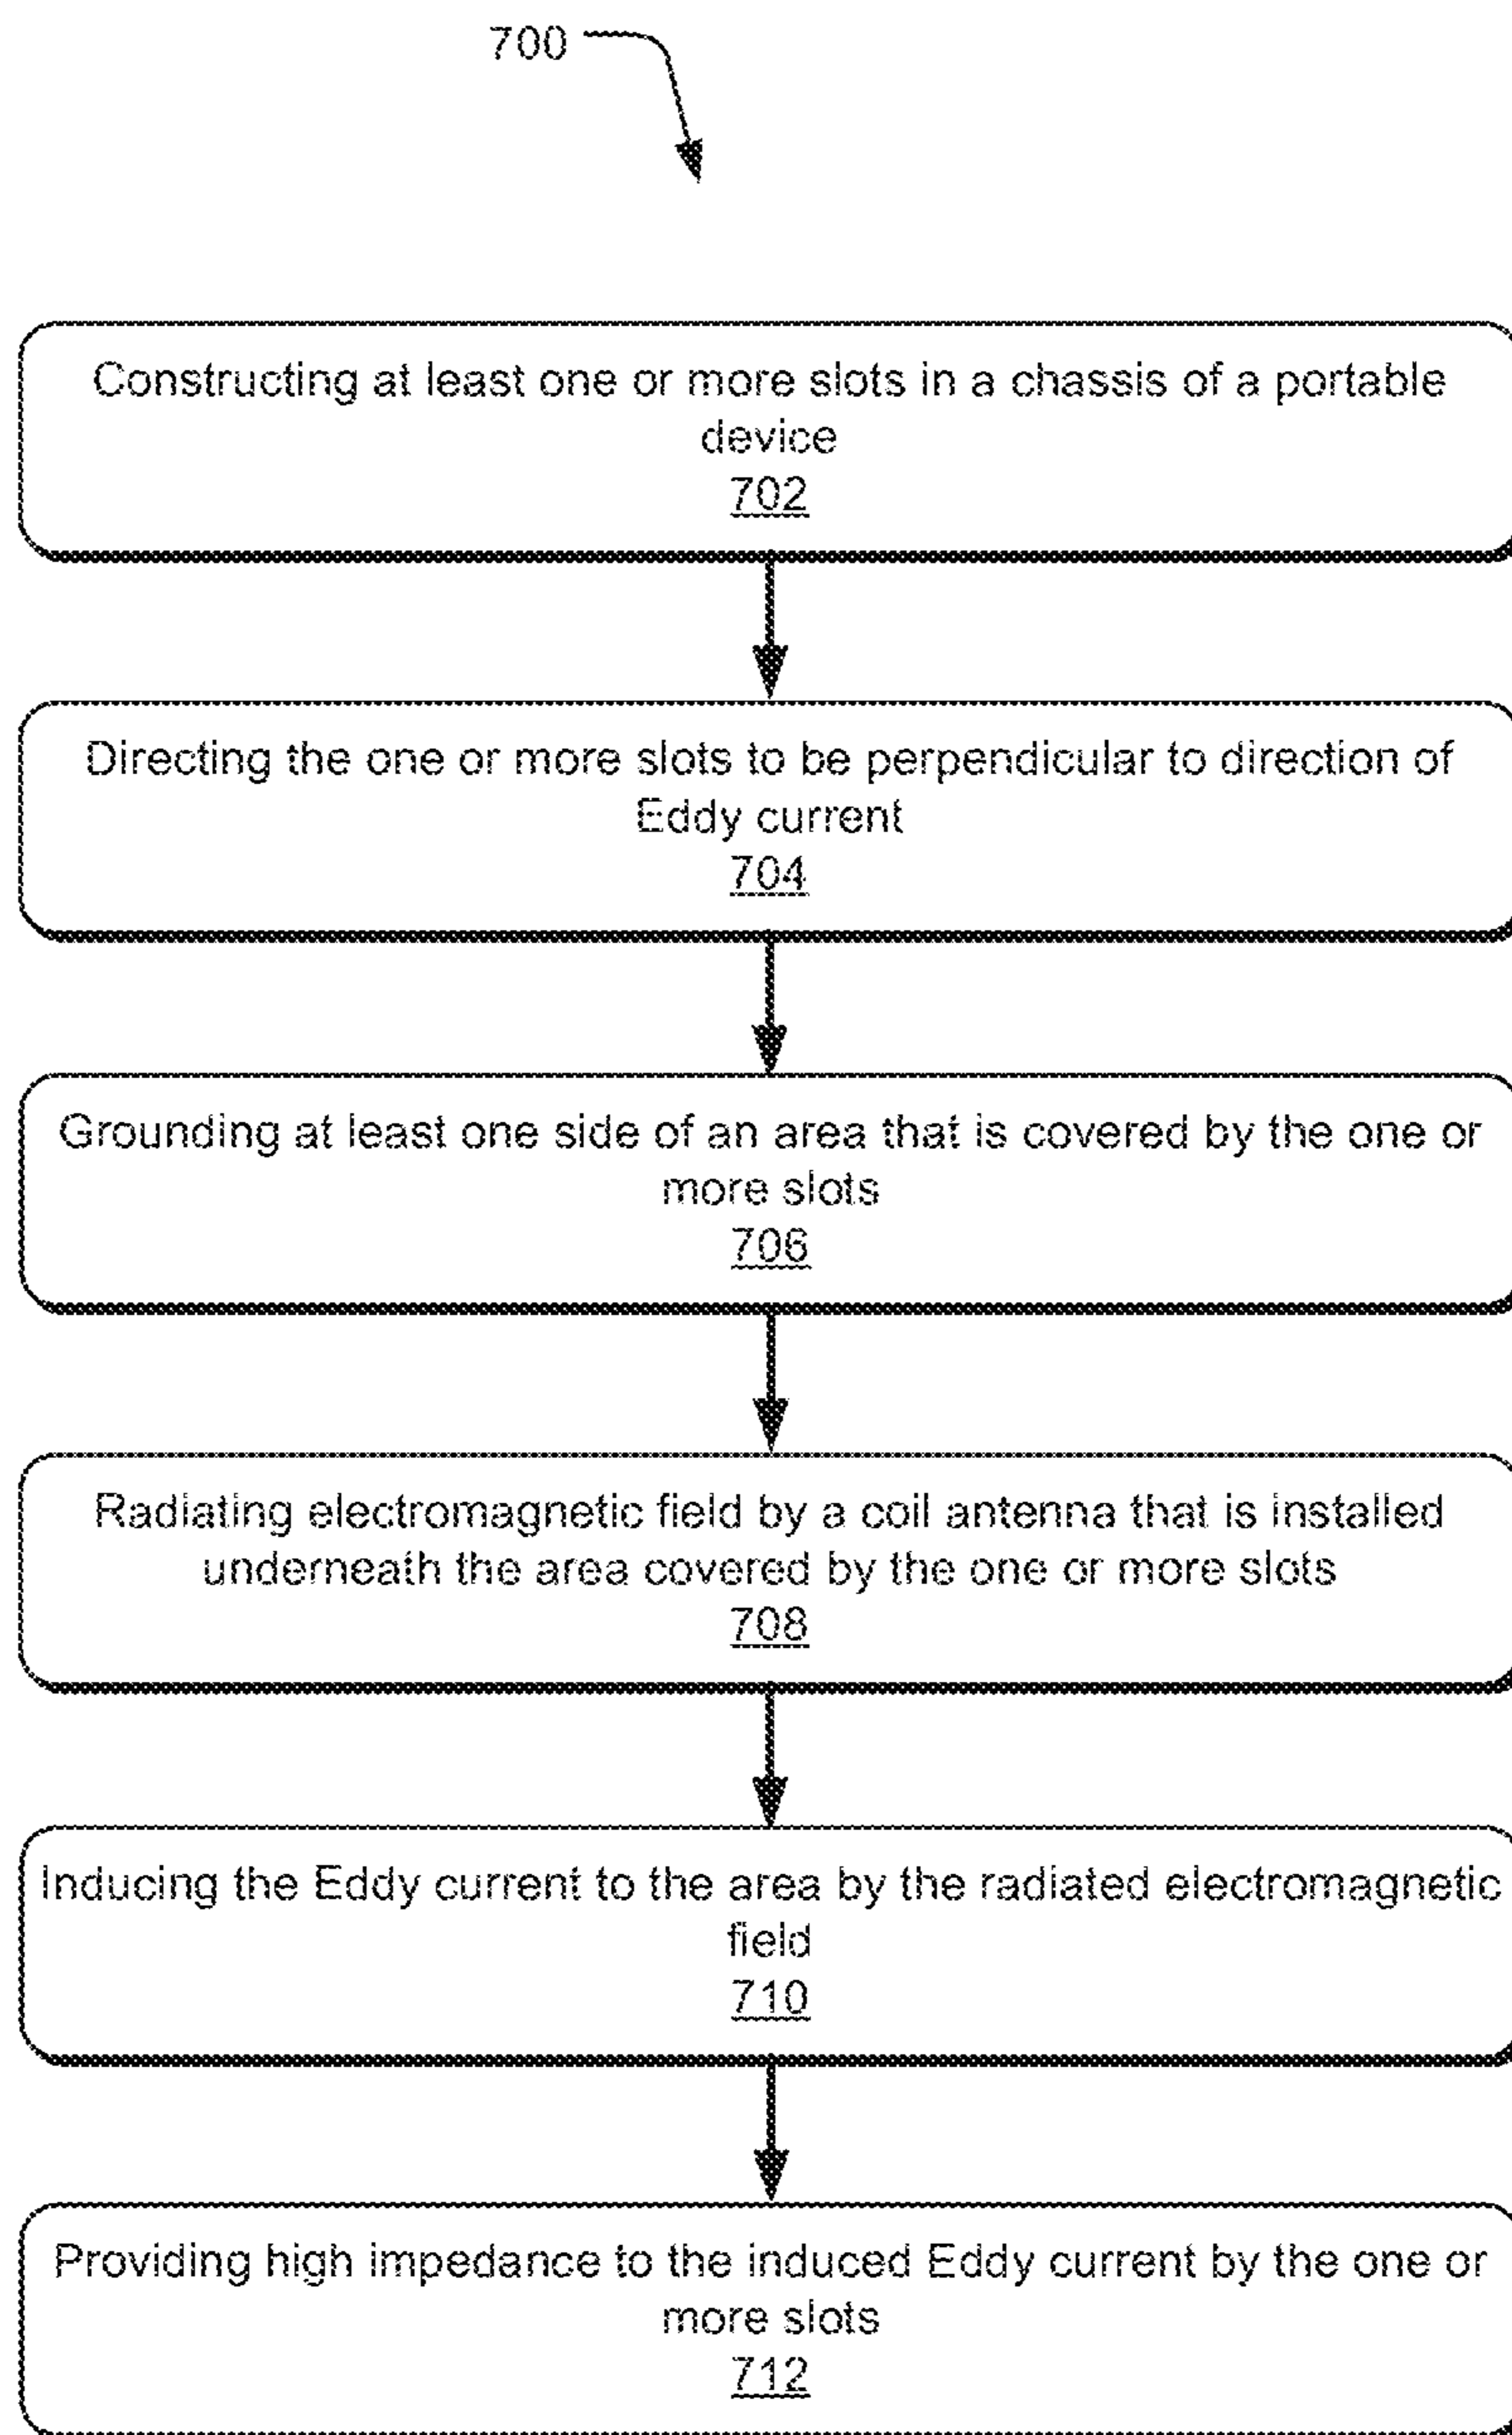 700
Constructing at least one or more slots in a chassis of a portable
device
702
Directing the one or more slots to be perpendicular to direction of
Eddy current
704
Grounding at least one side of an area that is covered by the one or
more slots
706
Radiating electromagnetic field by a coil antenna that is installed
underneath the area covered by the one or more slots
708
Inducing the Eddy current to the area by the radiated electromagnetic
field
710
Providing high impedance to the induced Eddy current by the one or
more slots
712